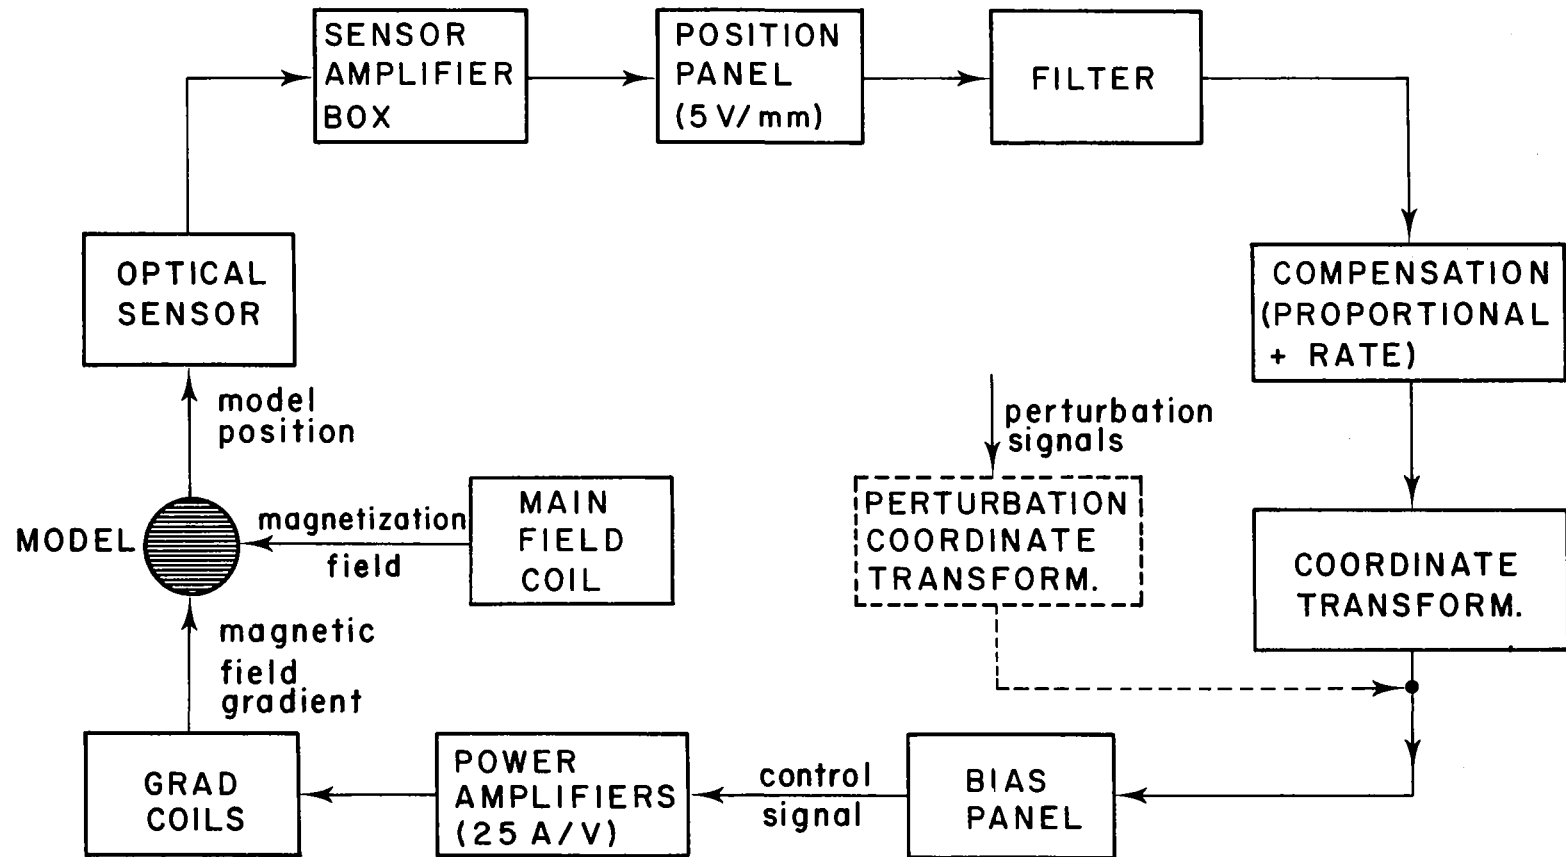 SENSOR
AMPLIFIER
BOX
POSITION
PANEL
(5 V/mm)
FILTER
OPTICAL
SENSOR
COMPENSATION
(PROPORTIONAL
+ RATE)
model
position
perturbation
signals
MODEL
magnetization
field
MAIN
FIELD
COIL
PERTURBATION
COORDINATE
TRANSFORM.
COORDINATE
TRANSFORM.
magnetic
field
gradient
GRAD
COILS
POWER
AMPLIFIERS
(25 A/V)
control
signal
BIAS
PANEL